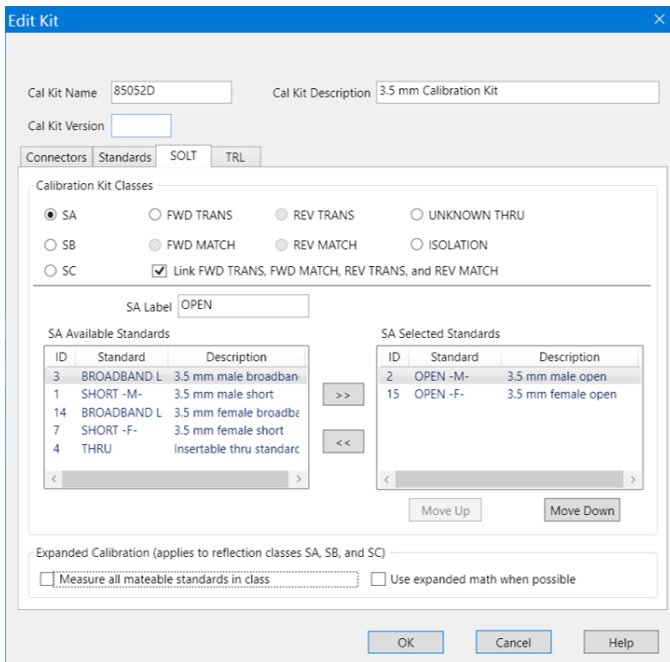 Edit Kit
Cal Kit Name 85052D Cal Kit Description 3.5 mm Calibration Kit
Cal Kit Version
Connectors Standards SOLT TRL
Calibration Kit Classes
SA FWD TRANS REV TRANS UNKNOWN THRU
SB FWD MATCH REV MATCH ISOLATION
SC Link FWD TRANS, FWD MATCH, REV TRANS, and REV MATCH
SA Label OPEN
SA Available Standards SA Selected Standards
ID Standard Description ID Standard Description
3 BROADBAND L 3.5 mm male broadban 2 OPEN -M- 3.5 mm male open
1 SHORT -M- 3.5 mm male short >> 15 OPEN -F- 3.5 mm female open
14 BROADBAND L 3.5 mm female broadba
7 SHORT -F- 3.5 mm female short <<
4 THRU Insertable thru standarc
Move Up Move Down
Expanded Calibration (applies to reflection classes SA, SB, and SC)
Measure all mateable standards in class Use expanded math when possible
OK Cancel Help